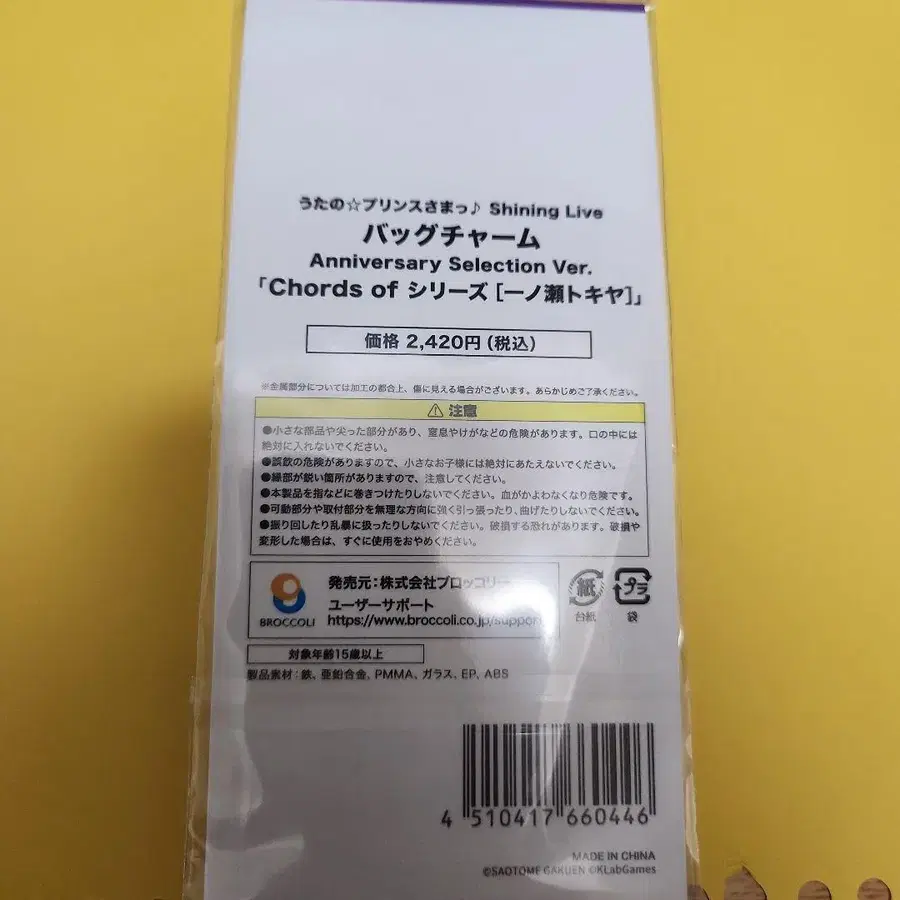 うたの☆プリンスさまっ♪ Shining Live
バッグチャーム
Anniversary Selection Ver.
「Chords of シリーズ [一ノ瀬トキヤ]」
価格 2,420円(税込)
※金属部分については加工の都合上、傷に見える場合がございます。あらかじめご了承ください。
⚠ 注意
●小さな部品や尖った部分があり、窒息やけがなどの危険があります。口の中には
絶対に入れないでください。
●誤飲の危険がありますので、小さなお子様には絶対にあたえないでください。
●縁部が鋭い箇所がありますので、注意してください。
●本製品を指などに巻きつけたりしないでください。血がかよわなくなり危険です。
●可動部分や取付部分を無理な方向に強く引っ張ったり、曲げたりしないでください。
●振り回したり乱暴に扱ったりしないでください。破損する恐れがあります。破損や
変形した場合は、すぐに使用をおやめください。
BROCCOLI
発売元:株式会社ブロッコリー
ユーザーサポート
https://www.broccoli.co.jp/support
紙
台紙
プラ
袋
対象年齢15歳以上
製品素材:鉄、亜鉛合金、PMMA、ガラス、EP、ABS
4 510417 660446
MADE IN CHINA
©SAOTOME GAKUEN ©KLabGames